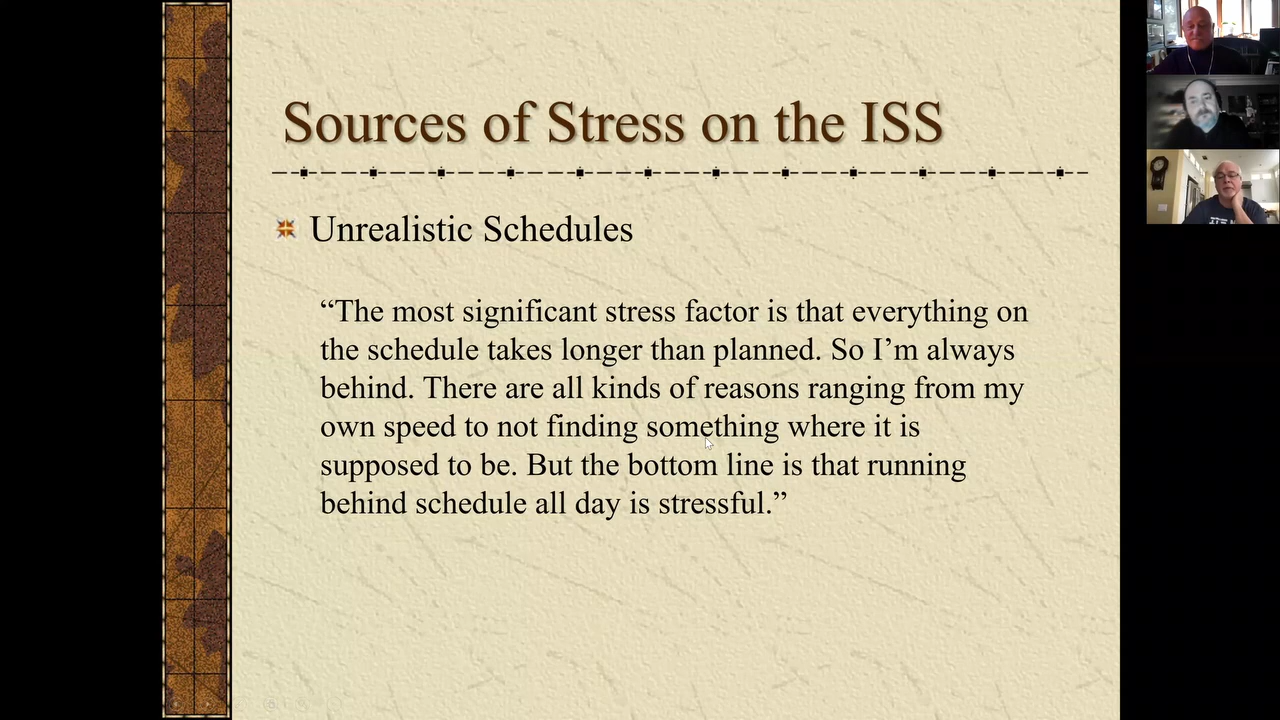 Sources of Stress on the ISS
Unrealistic Schedules
“The most significant stress factor is that everything on
the schedule takes longer than planned. So I’m always
behind. There are all kinds of reasons ranging from my
own speed to not finding something where it is
supposed to be. But the bottom line is that running
behind schedule all day is stressful.”